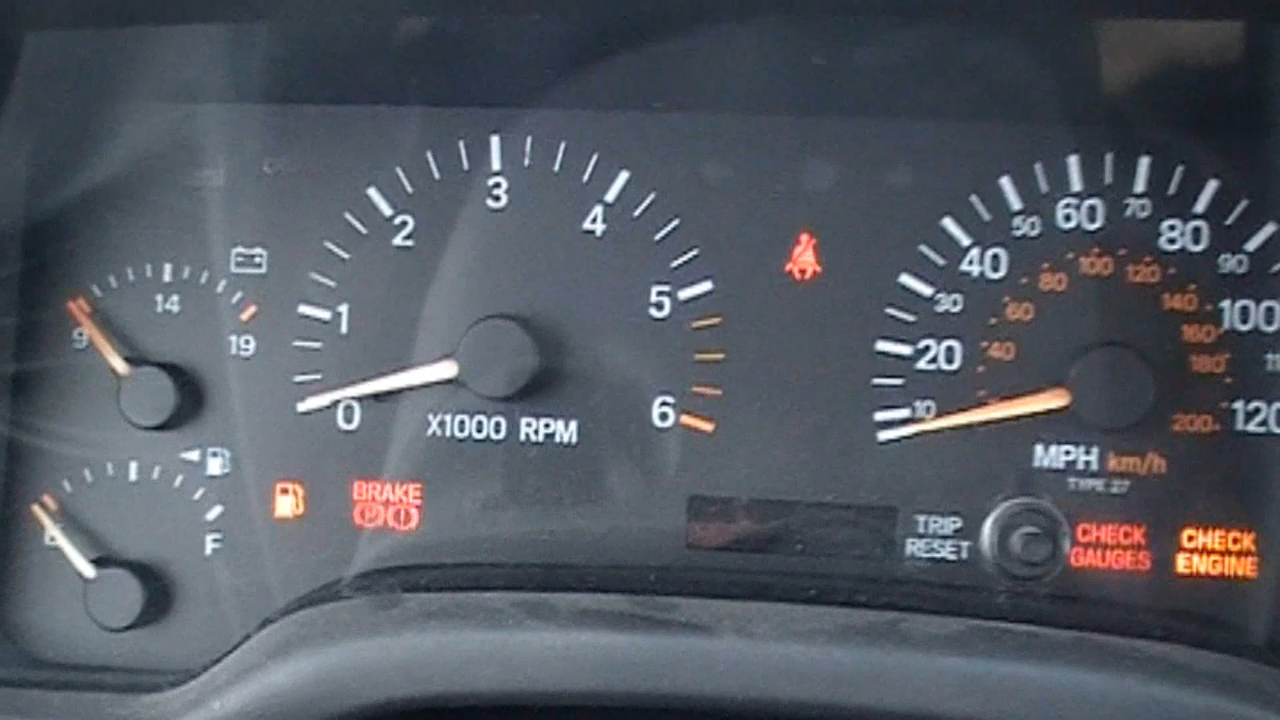 14
9
19
F
0
1
2
3
4
5
6
X1000 RPM
BRAKE
P !
10
20
30
40
50
60
70
80
90
100
120
40
60
80
100
120
140
160
180
200
MPH km/h
TYPE 27
TRIP
RESET
CHECK
GAUGES
CHECK
ENGINE